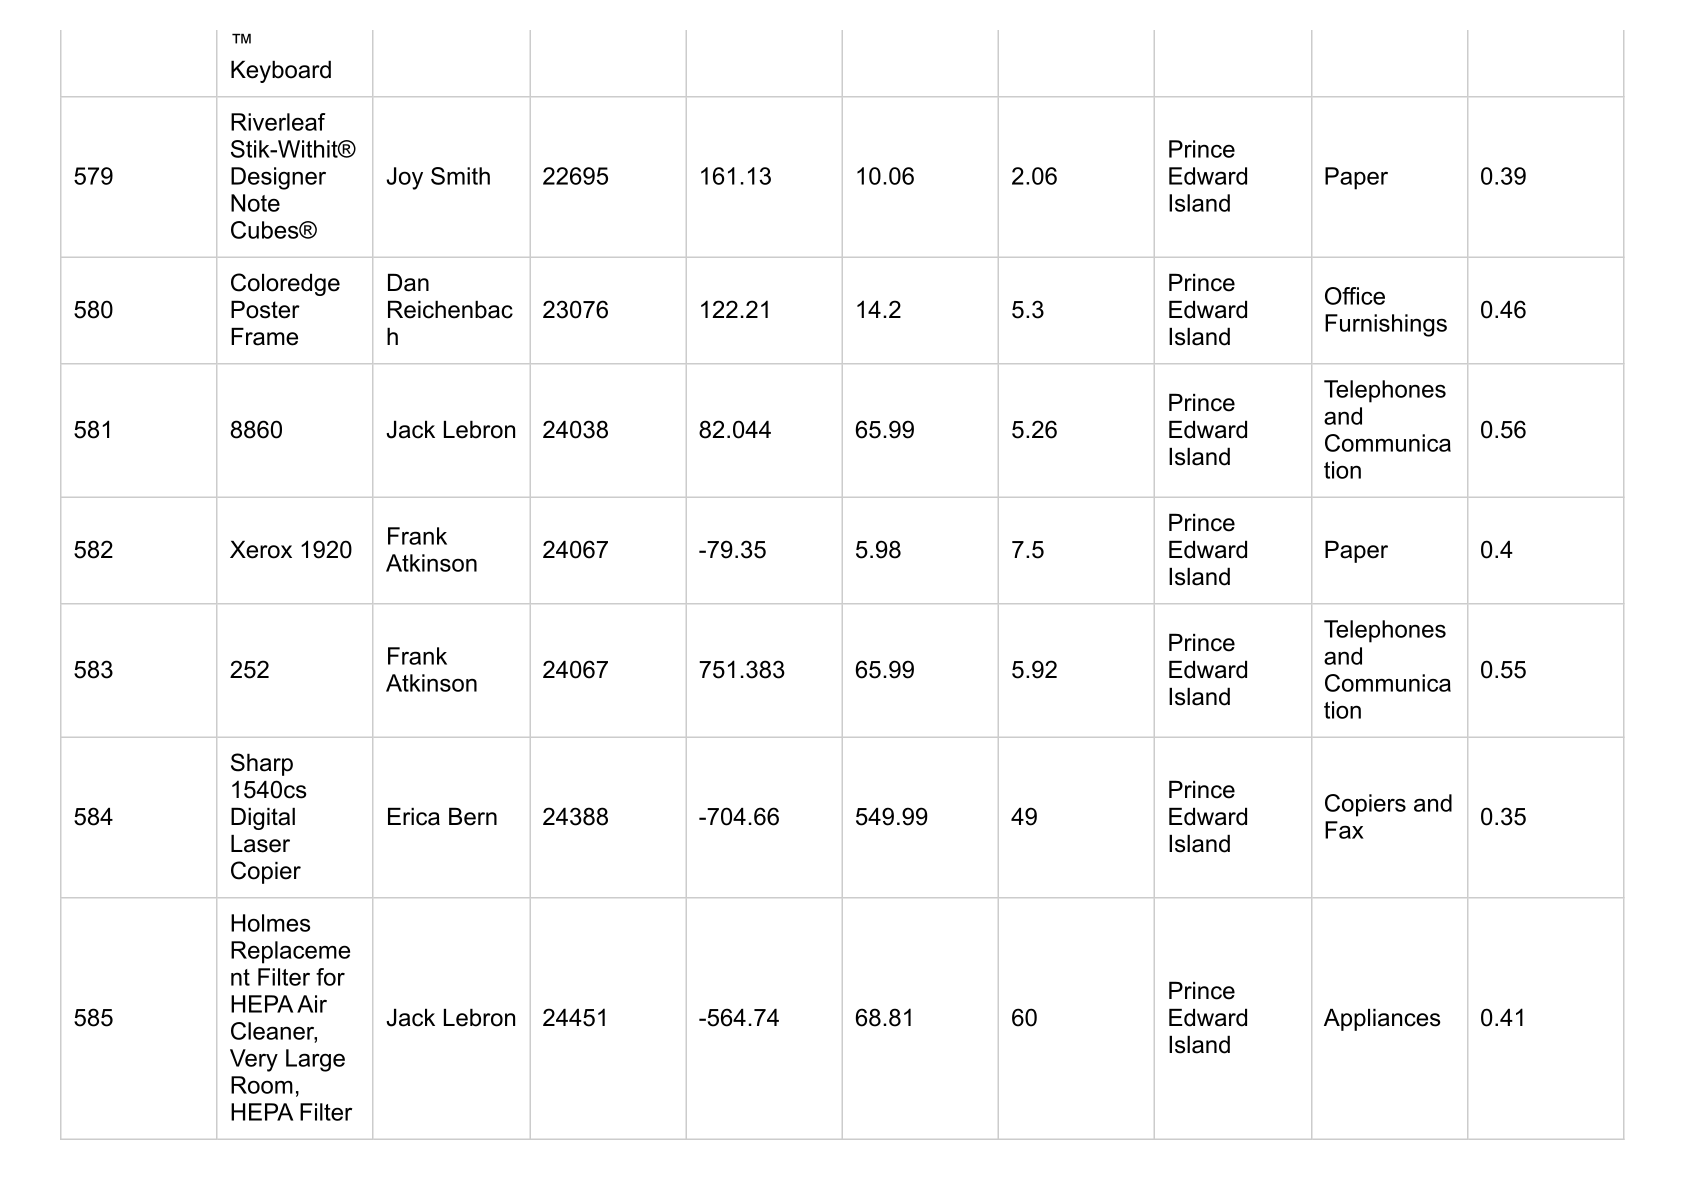 ™
Keyboard
579
Riverleaf
Stik-Withit®
Designer
Note
Cubes®
Joy Smith
22695
161.13
10.06
2.06
Prince
Edward
Island
Paper
0.39
580
Coloredge
Poster
Frame
Dan
Reichenbac
h
23076
122.21
14.2
5.3
Prince
Edward
Island
Office
Furnishings
0.46
581
8860
Jack Lebron
24038
82.044
65.99
5.26
Prince
Edward
Island
Telephones
and
Communica
tion
0.56
582
Xerox 1920
Frank
Atkinson
24067
-79.35
5.98
7.5
Prince
Edward
Island
Paper
0.4
583
252
Frank
Atkinson
24067
751.383
65.99
5.92
Prince
Edward
Island
Telephones
and
Communica
tion
0.55
584
Sharp
1540cs
Digital
Laser
Copier
Erica Bern
24388
-704.66
549.99
49
Prince
Edward
Island
Copiers and
Fax
0.35
585
Holmes
Replaceme
nt Filter for
HEPA Air
Cleaner,
Very Large
Room,
HEPA Filter
Jack Lebron
24451
-564.74
68.81
60
Prince
Edward
Island
Appliances
0.41